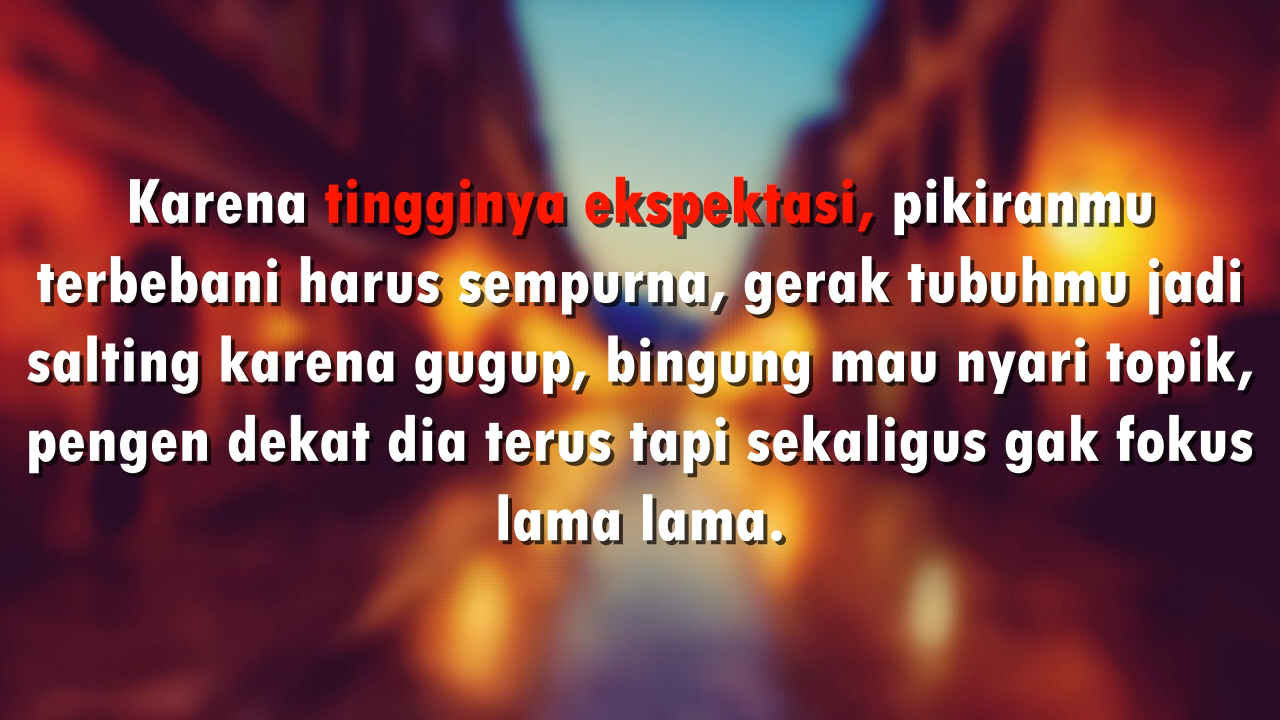 Karena tingginya ekspektasi, pikiranmu
terbebani harus sempurna, gerak tubuhmu jadi
salting karena gugup, bingung mau nyari topik,
pengen dekat dia terus tapi sekaligus gak fokus
lama lama.